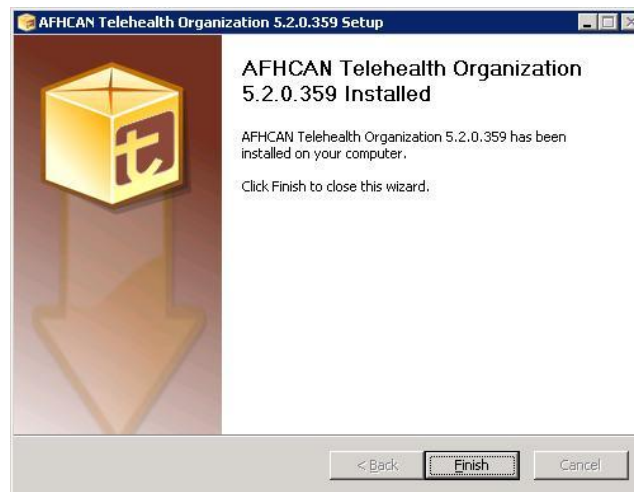 AFHCAN Telehealth Organization 5.2.0.359 Setup
AFHCAN Telehealth Organization
5.2.0.359 Installed
AFHCAN Telehealth Organization 5.2.0.359 has been
installed on your computer.
Click Finish to close this wizard.
t
< Back
Finish
Cancel